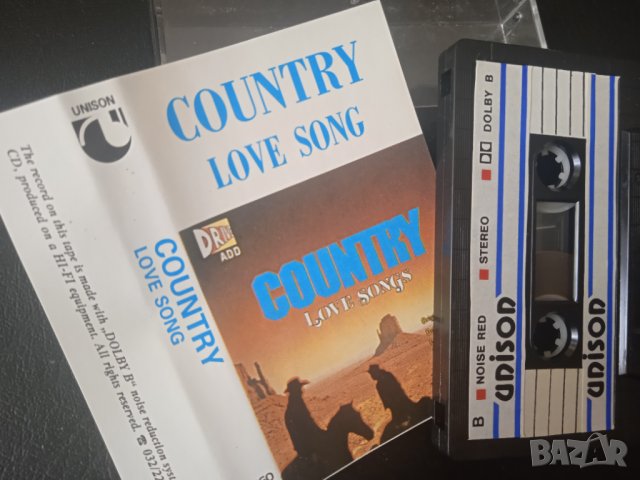 UNISON
COUNTRY
LOVE SONG
DRIVE
ADD
COUNTRY
LOVE SONGS
COUNTRY
LOVE SONG
The record on this tape is made with „DOLBY B“ noise reduction
CD, produced on a HI-FI equipment. All rights reserved. ☎ 032/22
B ■ NOISE RED ■ STEREO ■ DOLBY B
unison
unison
BAZAR